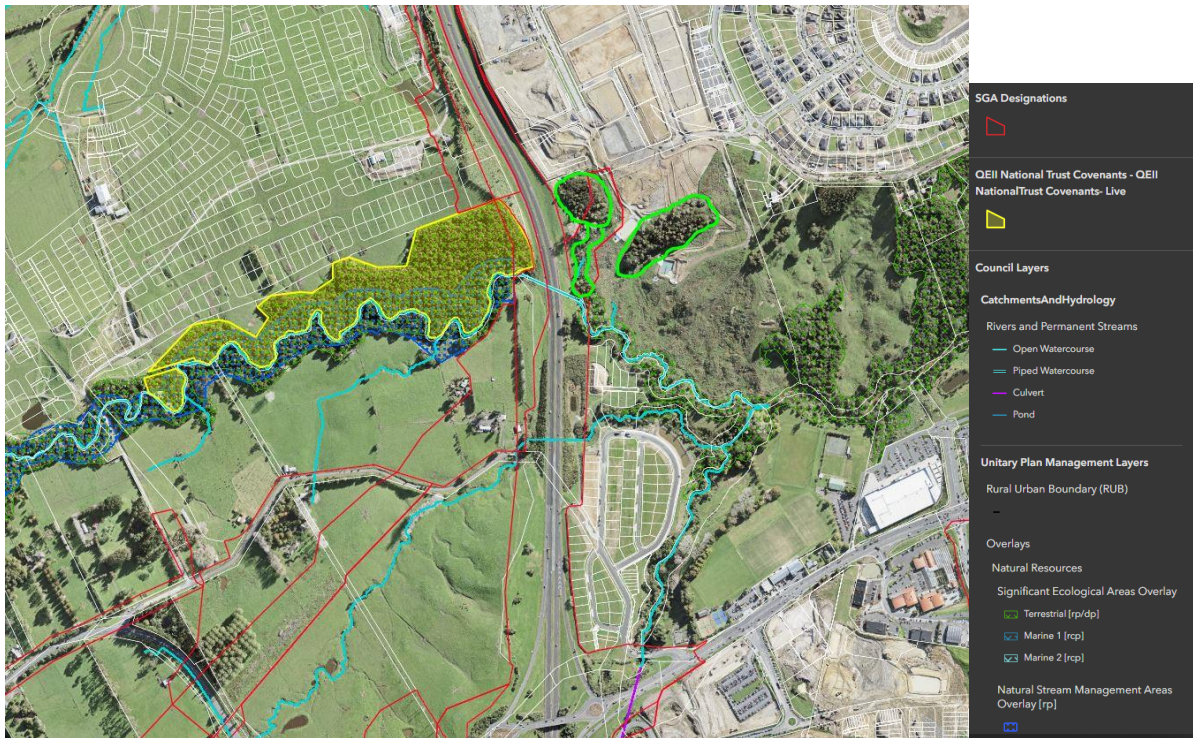 SGA Designations
QEII National Trust Covenants - QEII
NationalTrust Covenants- Live
Council Layers
CatchmentsAndHydrology
Rivers and Permanent Streams
Open Watercourse
Piped Watercourse
Culvert
Pond
Unitary Plan Management Layers
Rural Urban Boundary (RUB)
Overlays
Natural Resources
Significant Ecological Areas Overlay
Terrestrial [rp/dp]
Marine 1 [rcp]
Marine 2 [rcp]
Natural Stream Management Areas
Overlay [rp]